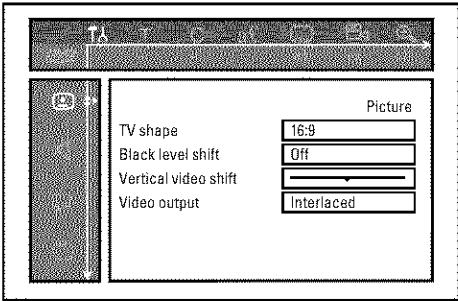 Picture
TV shape 16:9
Black level shift Off
Vertical video shift
Video output Interlaced